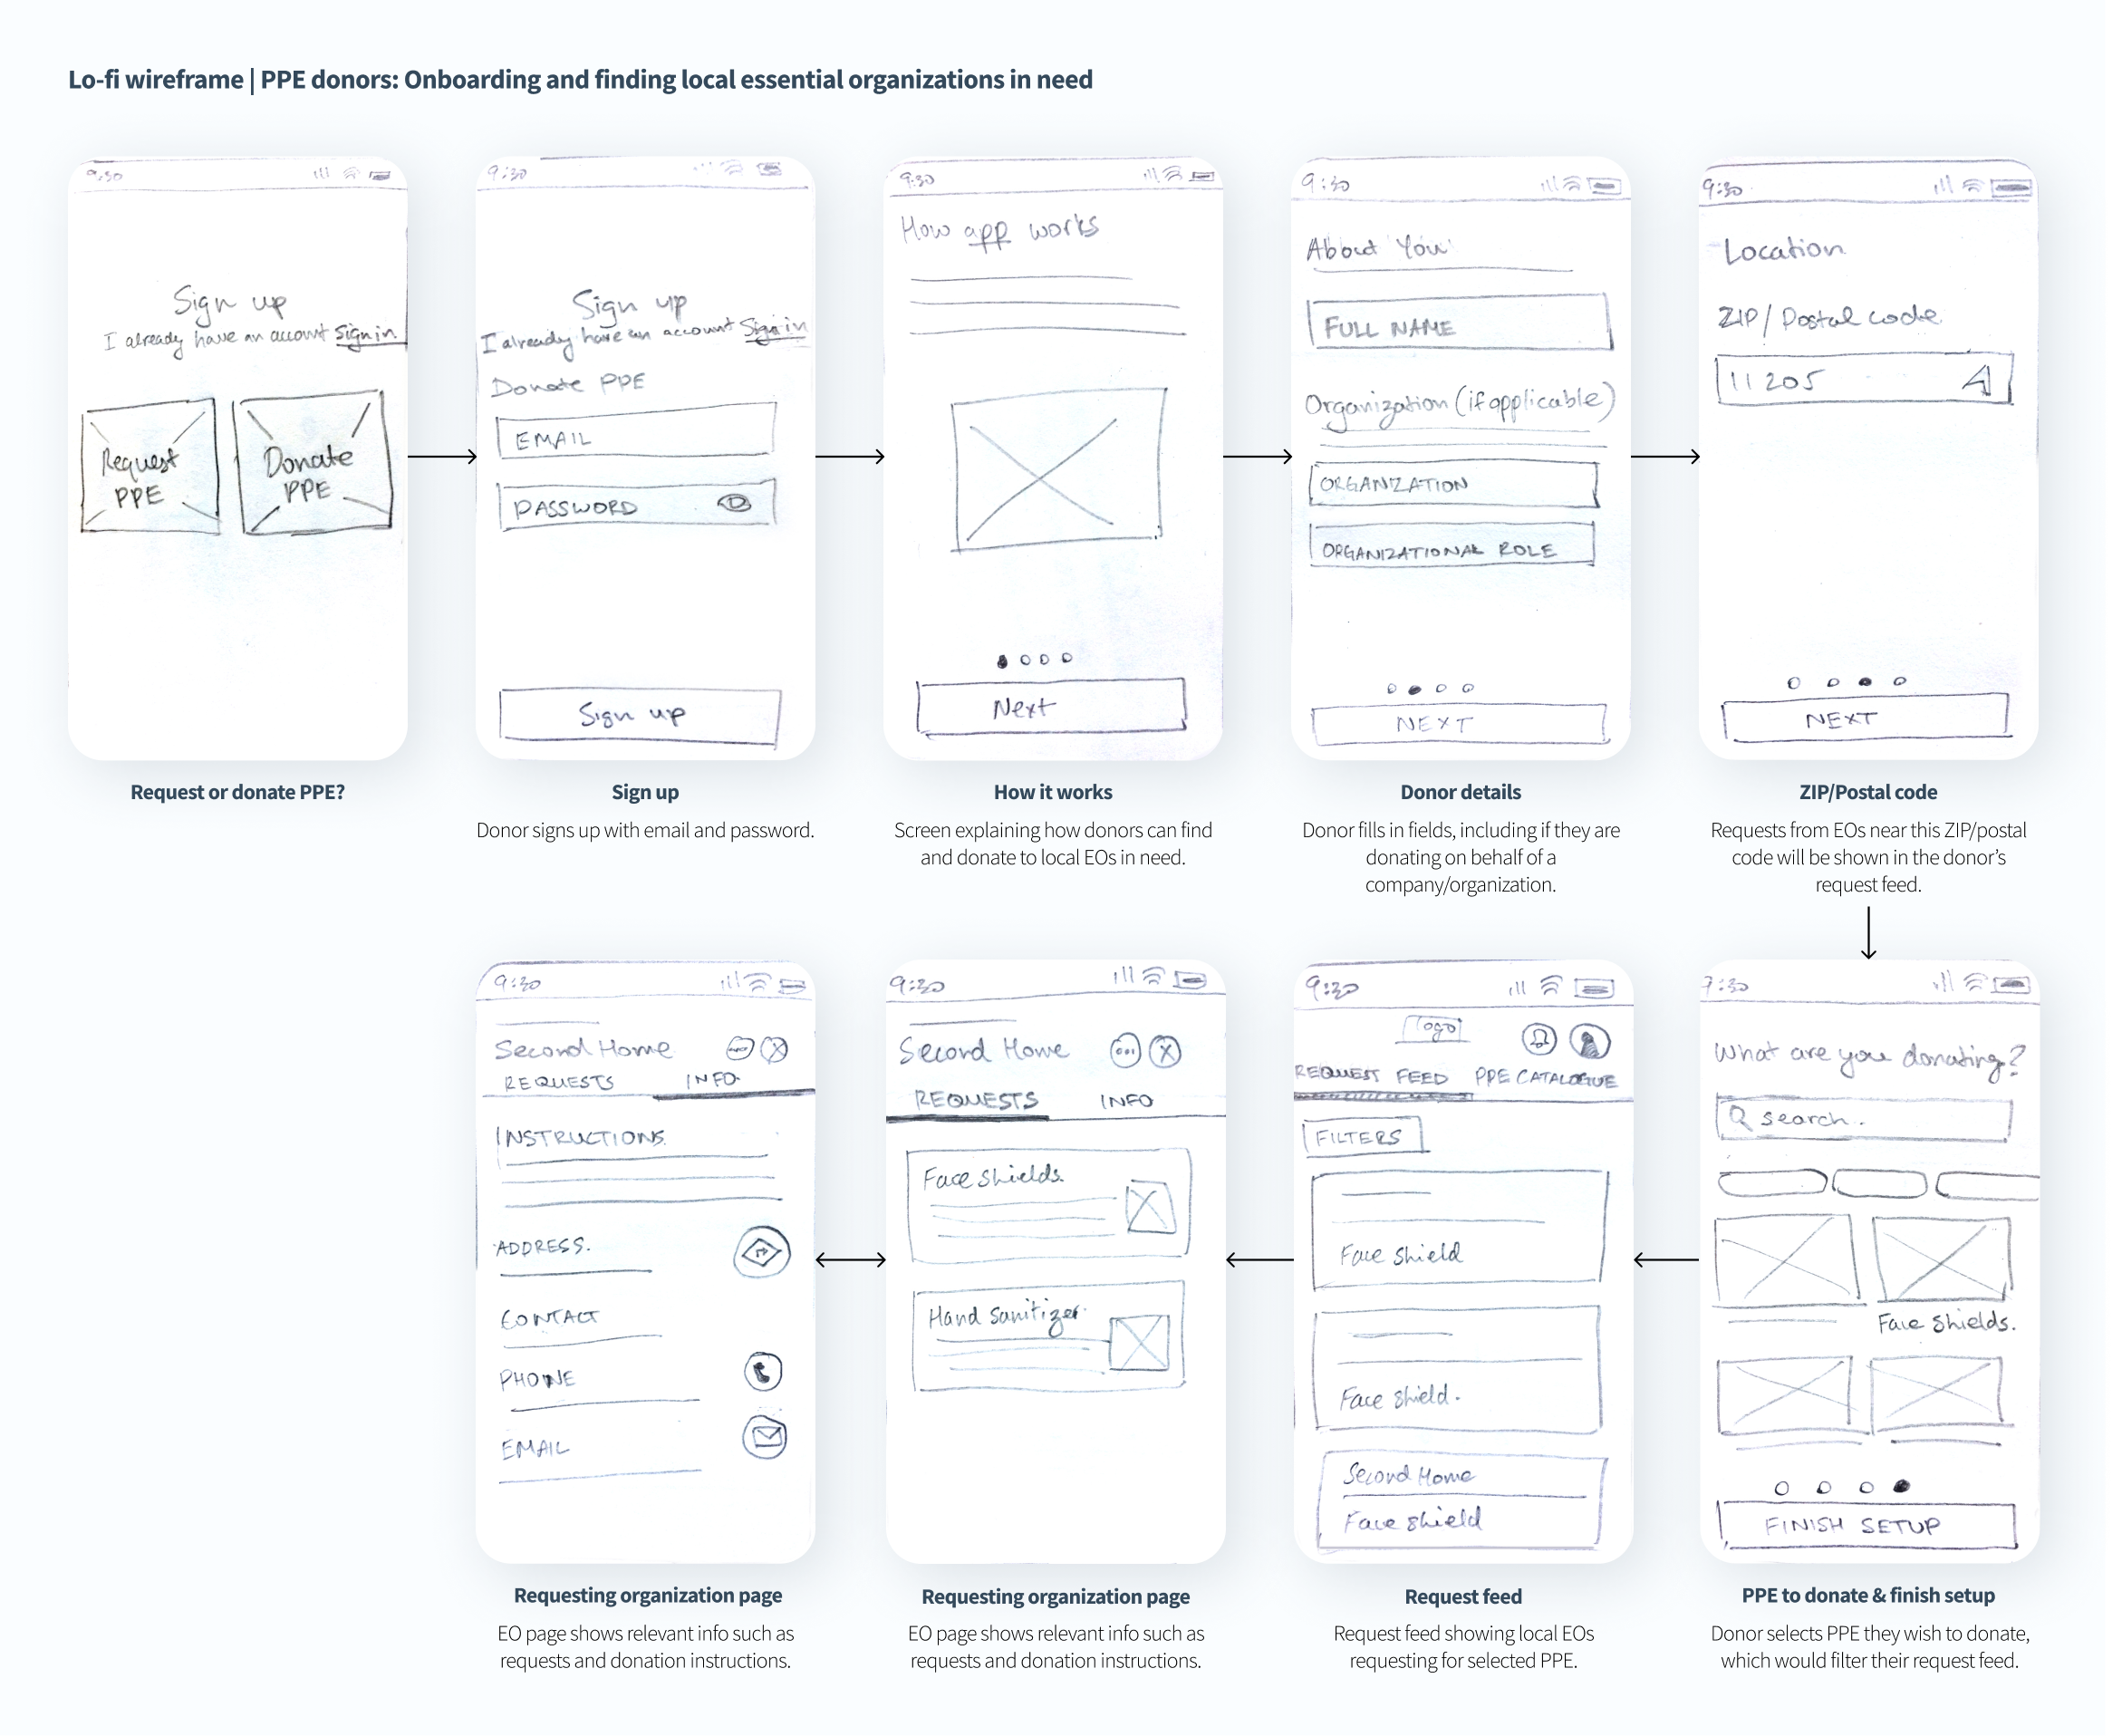 Lo-fi wireframe | PPE donors: Onboarding and finding local essential organizations in need
9:30
Sign up
I already have an account Sign in
Request
PPE
Donate
PPE
Request or donate PPE?
9:30
Sign up
I already have an account Sign in
Donate PPE
EMAIL
PASSWORD
Sign up
Sign up
Donor signs up with email and password.
9:30
How app works
Next
How it works
Screen explaining how donors can find
and donate to local EOs in need.
9:30
About You
FULL NAME
Organization (if applicable)
ORGANIZATION
ORGANIZATIONAL ROLE
NEXT
Donor details
Donor fills in fields, including if they are
donating on behalf of a
company/organization.
9:30
Location
ZIP/Postal code
11205
NEXT
ZIP/Postal code
Requests from EOs near this ZIP/postal
code will be shown in the donor's
request feed.
9:30
What are you donating?
search.
Face shields.
FINISH SETUP
PPE to donate & finish setup
Donor selects PPE they wish to donate,
which would filter their request feed.
9:30
logo
REQUEST FEED PPE CATALOGUE
FILTERS
Face shield
Face shield.
Second Home
Face shield
Request feed
Request feed showing local EOs
requesting for selected PPE.
9:30
Second Home
REQUESTS INFO
Face shields.
Hand sanitizer.
Requesting organization page
EO page shows relevant info such as
requests and donation instructions.
9:30
Second Home
REQUESTS INFO
INSTRUCTIONS
ADDRESS.
CONTACT
PHONE
EMAIL
Requesting organization page
EO page shows relevant info such as
requests and donation instructions.